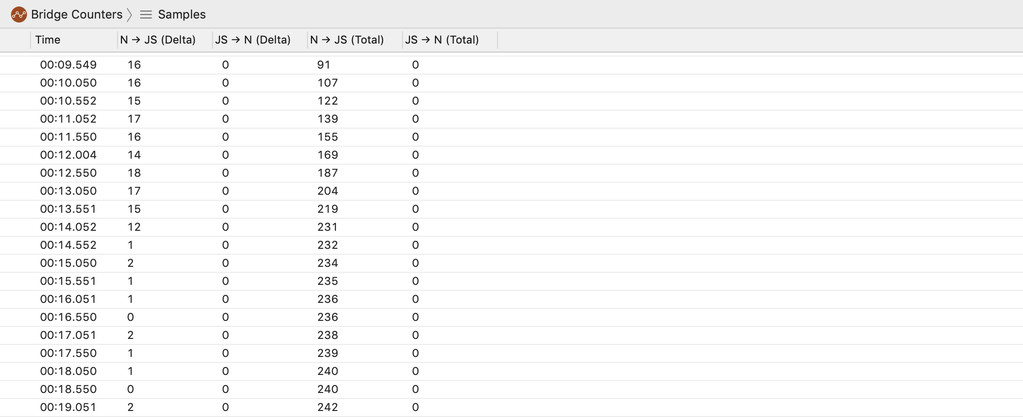 Bridge Counters Samples
Time N → JS (Delta) JS → N (Delta) N → JS (Total) JS → N (Total)
00:09.549 16 0 91 0
00:10.050 16 0 107 0
00:10.552 15 0 122 0
00:11.052 17 0 139 0
00:11.550 16 0 155 0
00:12.004 14 0 169 0
00:12.550 18 0 187 0
00:13.050 17 0 204 0
00:13.551 15 0 219 0
00:14.052 12 0 231 0
00:14.552 1 0 232 0
00:15.050 2 0 234 0
00:15.551 1 0 235 0
00:16.051 1 0 236 0
00:16.550 0 0 236 0
00:17.051 2 0 238 0
00:17.550 1 0 239 0
00:18.050 1 0 240 0
00:18.550 0 0 240 0
00:19.051 2 0 242 0